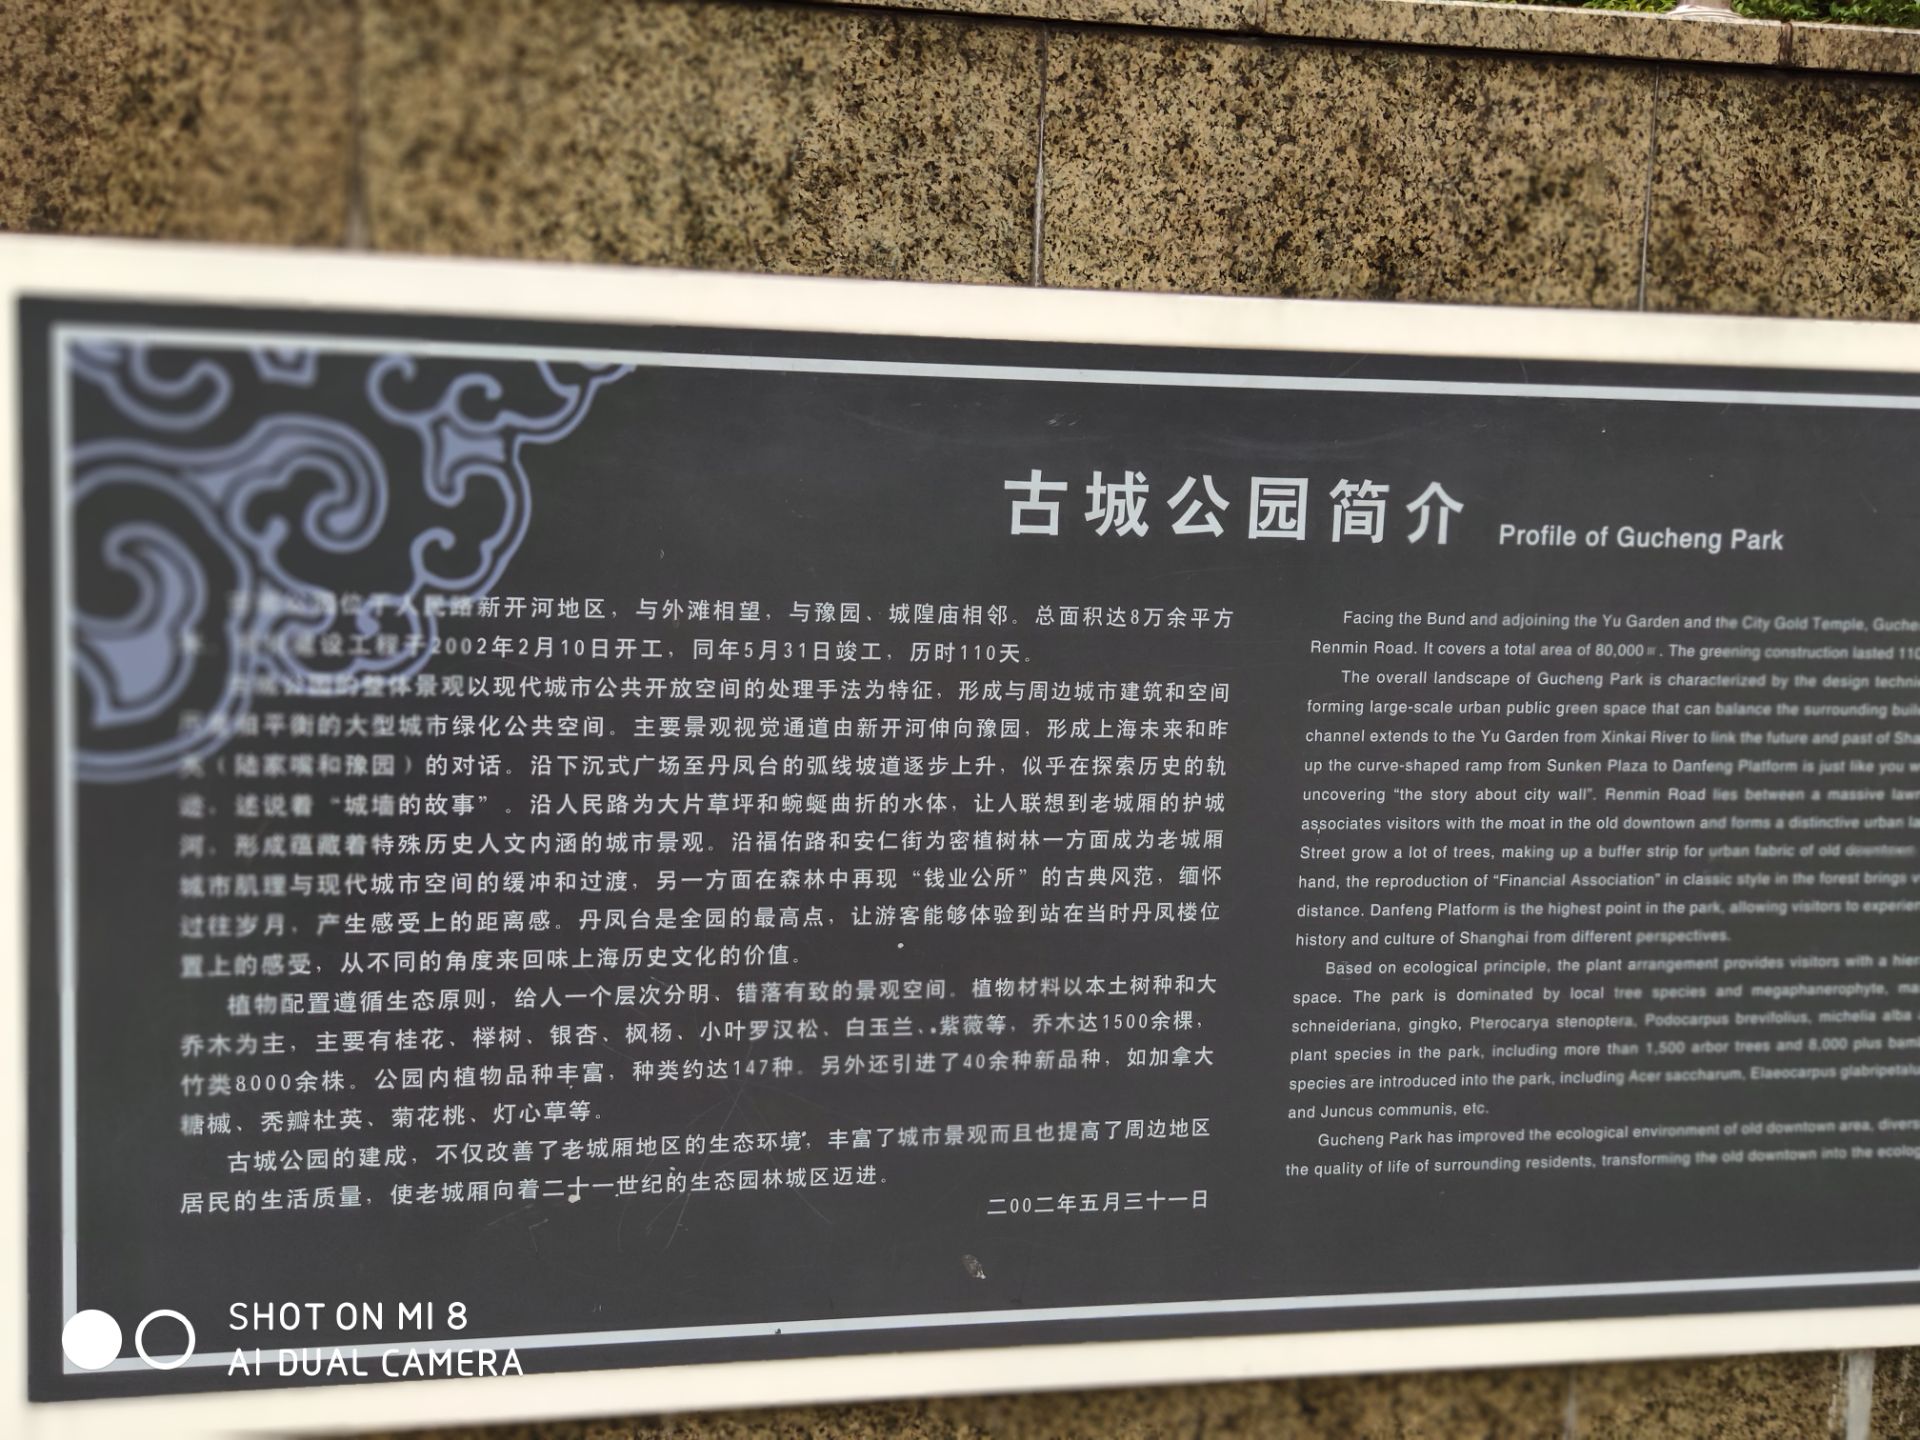 古城公园简介 Profile of Gucheng Park
位于人民路新开河地区，与外滩相望，与豫园、城隍庙相邻。总面积达8万余平方
建设工程于2002年2月10日开工，同年5月31日竣工，历时110天。
古城公园的整体景观以现代城市公共开放空间的处理手法为特征，形成与周边城市建筑和空间
相平衡的大型城市绿化公共空间。主要景观视觉通道由新开河伸向豫园，形成上海未来和昨
天（陆家嘴和豫园）的对话。沿下沉式广场至丹凤台的弧线坡道逐步上升，似乎在探索历史的轨
迹，述说着“城墙的故事”。沿人民路为大片草坪和蜿蜒曲折的水体，让人联想到老城厢的护城
河，形成蕴藏着特殊历史人文内涵的城市景观。沿福佑路和安仁街为密植树林一方面成为老城厢
城市肌理与现代城市空间的缓冲和过渡，另一方面在森林中再现“钱业公所”的古典风范，缅怀
过往岁月，产生感受上的距离感。丹凤台是全园的最高点，让游客能够体验到站在当时丹凤楼位
置上的感受，从不同的角度来回味上海历史文化的价值。
植物配置遵循生态原则，给人一个层次分明、错落有致的景观空间。植物材料以本土树种和大
乔木为主，主要有桂花、榉树、银杏、枫杨、小叶罗汉松、白玉兰、紫薇等，乔木达1500余棵，
竹类8000余株。公园内植物品种丰富，种类约达147种。另外还引进了40余种新品种，如加拿大
糖槭、秃瓣杜英、菊花桃、灯心草等。
古城公园的建成，不仅改善了老城厢地区的生态环境，丰富了城市景观而且也提高了周边地区
居民的生活质量，使老城厢向着二十一世纪的生态园林城区迈进。
二00二年五月三十一日
Facing the Bund and adjoining the Yu Garden and the City Gold Temple, Guche
Renmin Road. It covers a total area of 80,000㎡. The greening construction lasted 110
The overall landscape of Gucheng Park is characterized by the design techni
forming large-scale urban public green space that can balance the surrounding buil
channel extends to the Yu Garden from Xinkai River to link the future and past of Sha
up the curve-shaped ramp from Sunken Plaza to Danfeng Platform is just like you w
uncovering “the story about city wall”. Renmin Road lies between a massive law
associates visitors with the moat in the old downtown and forms a distinctive urban la
Street grow a lot of trees, making up a buffer strip for urban fabric of old downtown
hand, the reproduction of “Financial Association” in classic style in the forest brings v
distance. Danfeng Platform is the highest point in the park, allowing visitors to experien
history and culture of Shanghai from different perspectives.
Based on ecological principle, the plant arrangement provides visitors with a hier
space. The park is dominated by local tree species and megaphanerophyte, ma
schneideriana, gingko, Pterocarya stenoptera, Podocarpus brevifolius, michelia alba
plant species in the park, including more than 1,500 arbor trees and 8,000 plus bam
species are introduced into the park, including Acer saccharum, Elaeocarpus glabripetalu
and Juncus communis, etc.
Gucheng Park has improved the ecological environment of old downtown area, divers
the quality of life of surrounding residents, transforming the old downtown into the ecolog
SHOT ON MI 8
AI DUAL CAMERA